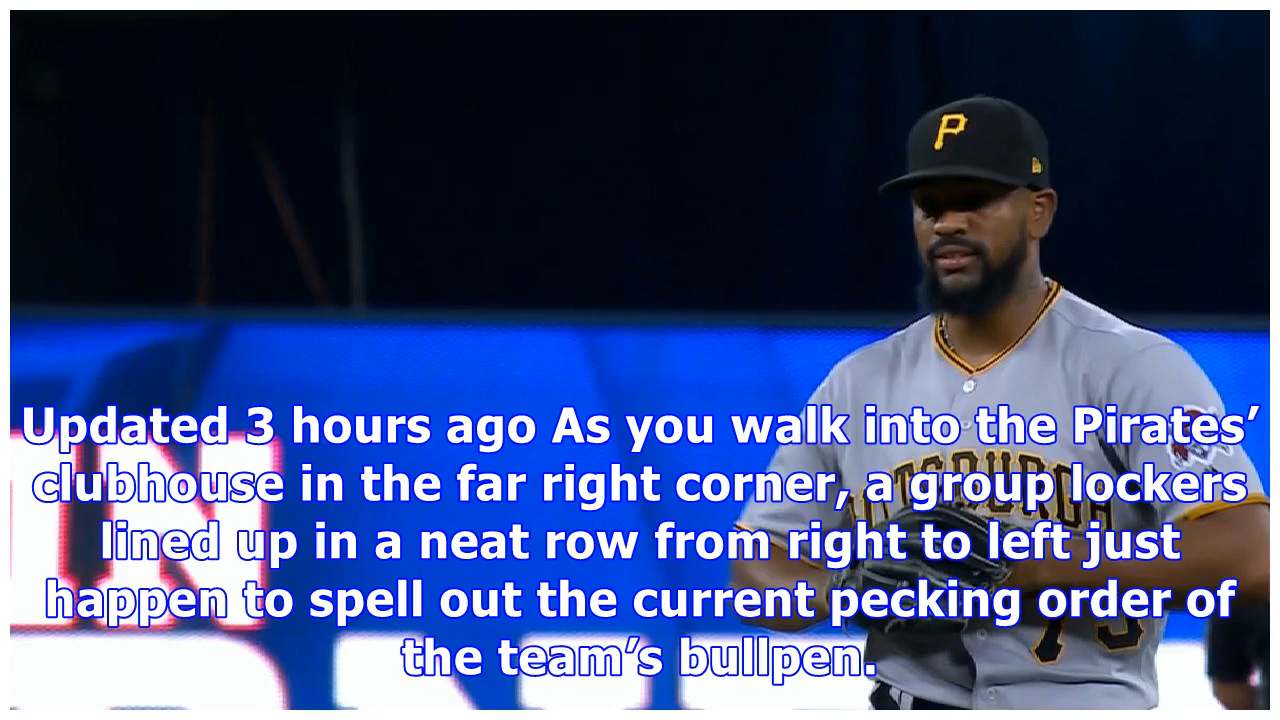 P
Updated 3 hours ago As you walk into the Pirates’
clubhouse in the far right corner, a group lockers
lined up in a neat row from right to left just
happen to spell out the current pecking order of
the team’s bullpen.
PITTSBURGH
73